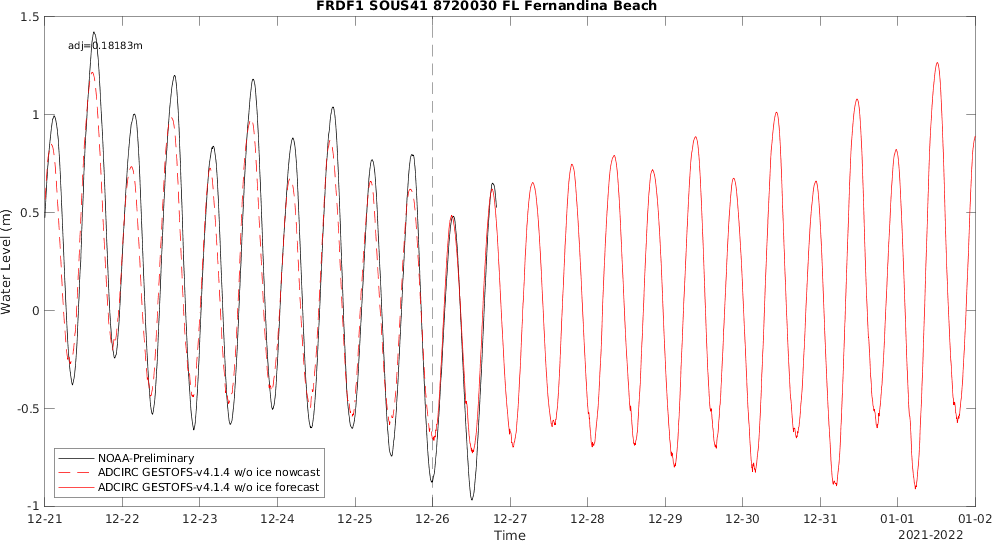 FRDF1 SOUS41 8720030 FL Fernandina Beach
adj=0.18183m
Water Level (m)
1.5
1
0.5
0
-0.5
-1
NOAA-Preliminary
ADCIRC GESTOFS-v4.1.4 w/o ice nowcast
ADCIRC GESTOFS-v4.1.4 w/o ice forecast
12-21 12-22 12-23 12-24 12-25 12-26 12-27 12-28 12-29 12-30 12-31 01-01 01-02
Time
2021-2022